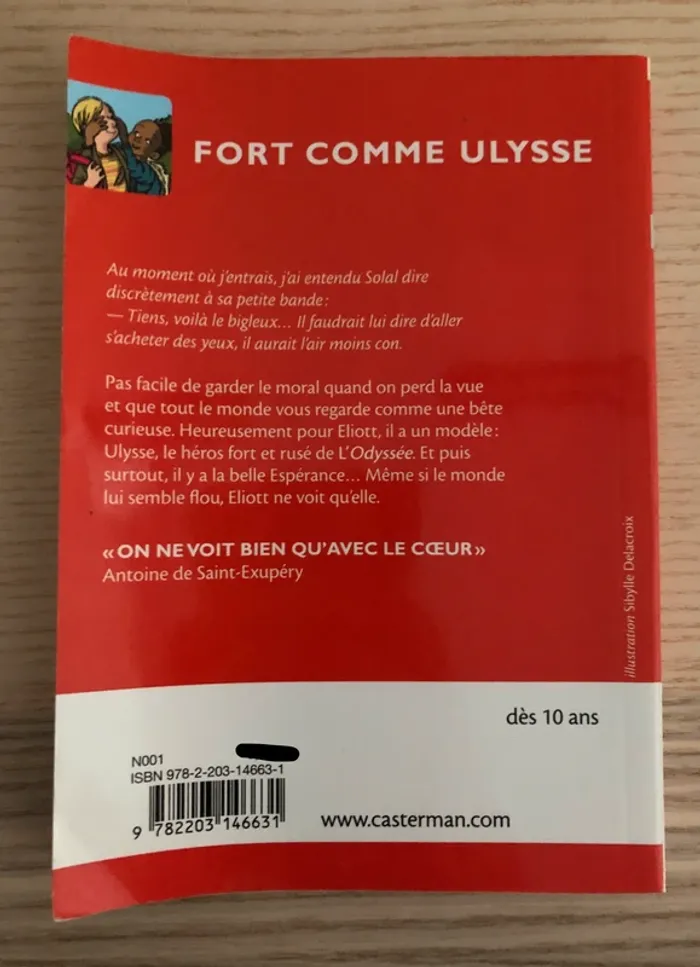 FORT COMME ULYSSE
Au moment où j'entrais, j'ai entendu Solal dire
discrètement à sa petite bande :
— Tiens, voilà le bigleux... Il faudrait lui dire d'aller
s'acheter des yeux, il aurait l'air moins con.
Pas facile de garder le moral quand on perd la vue
et que tout le monde vous regarde comme une bête
curieuse. Heureusement pour Eliott, il a un modèle :
Ulysse, le héros fort et rusé de L'Odyssée. Et puis
surtout, il y a la belle Espérance... Même si le monde
lui semble flou, Eliott ne voit qu'elle.
« ON NE VOIT BIEN QU'AVEC LE CŒUR »
Antoine de Saint-Exupéry
illustration Sibylle Delacroix
dès 10 ans
N001
ISBN 978-2-203-14663-1
9 782203 146631
www.casterman.com